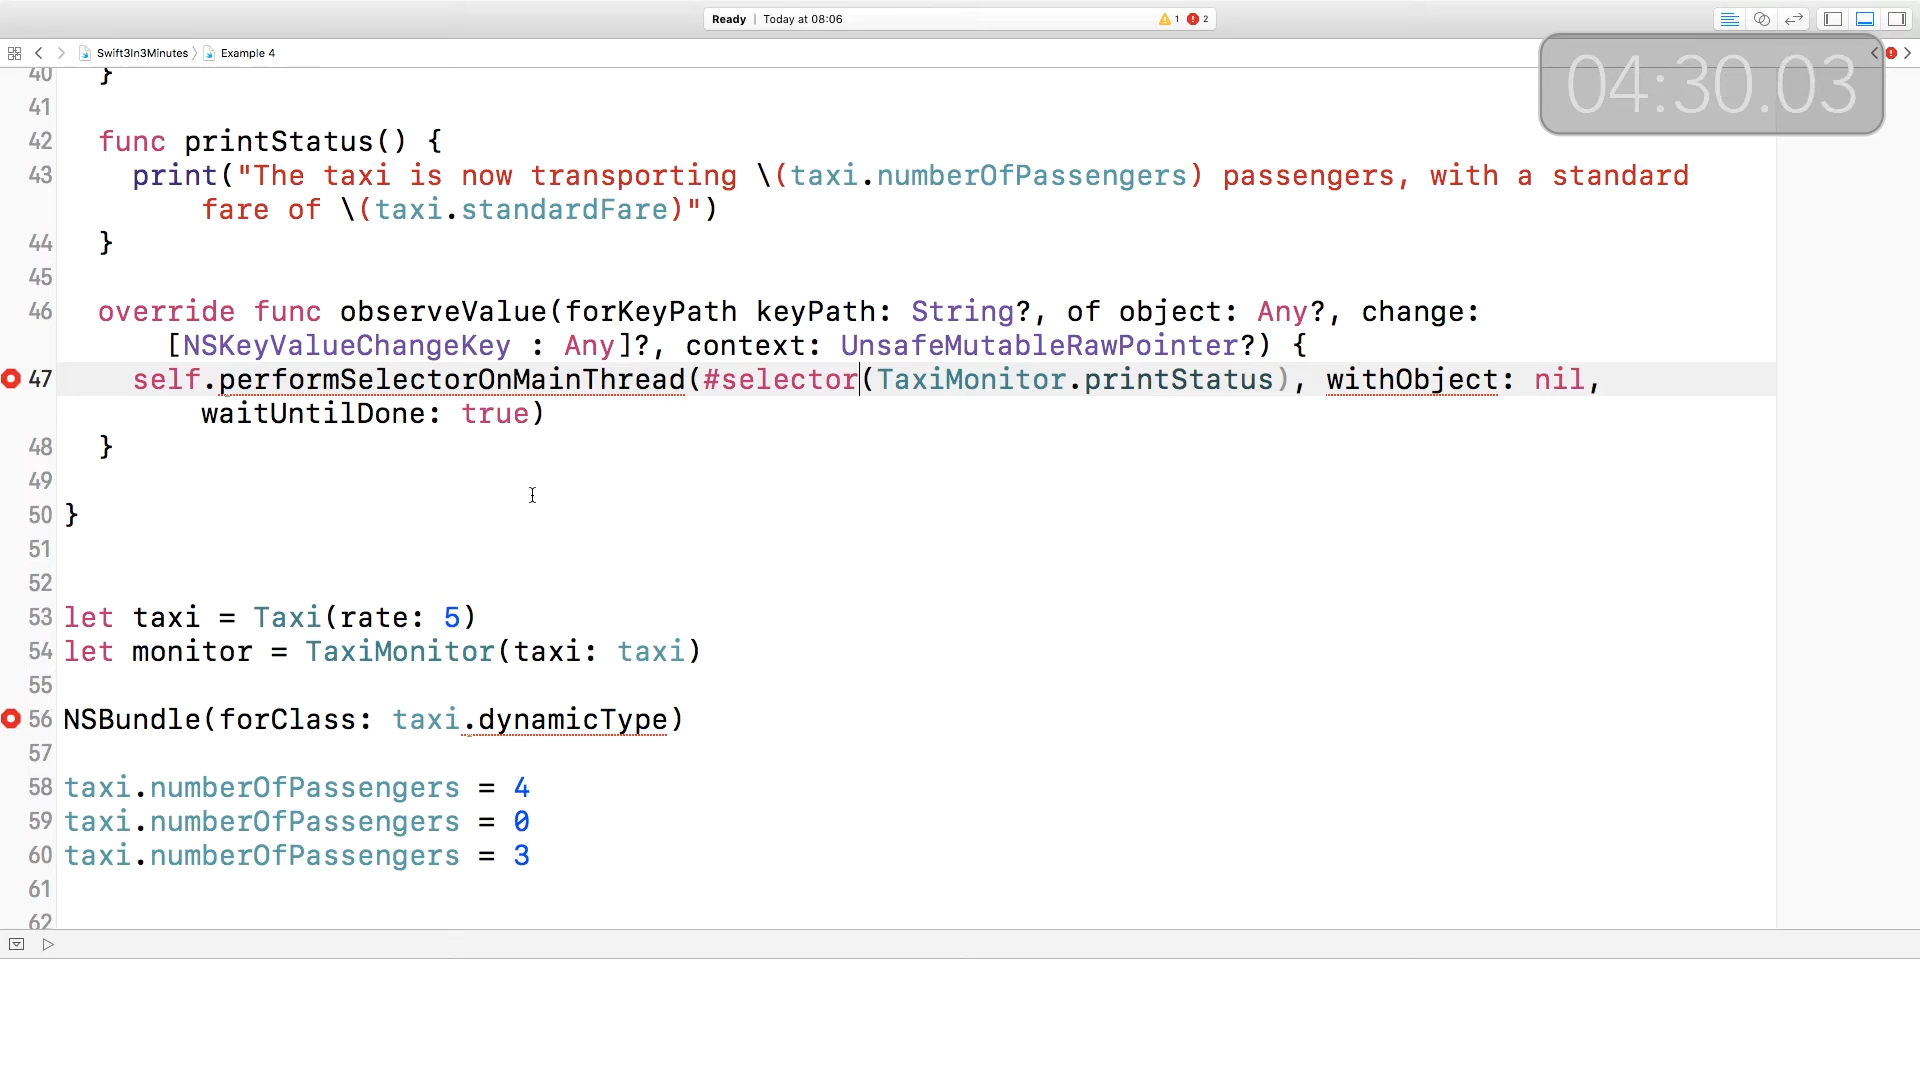 Ready | Today at 08:06 1 2
Swift3In3Minutes Example 4
04:30.03
40 }
41
42 func printStatus() {
43 print("The taxi is now transporting \(taxi.numberOfPassengers) passengers, with a standard
fare of \(taxi.standardFare)")
44 }
45
46 override func observeValue(forKeyPath keyPath: String?, of object: Any?, change:
[NSKeyValueChangeKey : Any]?, context: UnsafeMutableRawPointer?) {
47 self.performSelectorOnMainThread(#selector(TaxiMonitor.printStatus), withObject: nil,
waitUntilDone: true)
48 }
49
50 }
51
52
53 let taxi = Taxi(rate: 5)
54 let monitor = TaxiMonitor(taxi: taxi)
55
56 NSBundle(forClass: taxi.dynamicType)
57
58 taxi.numberOfPassengers = 4
59 taxi.numberOfPassengers = 0
60 taxi.numberOfPassengers = 3
61
62